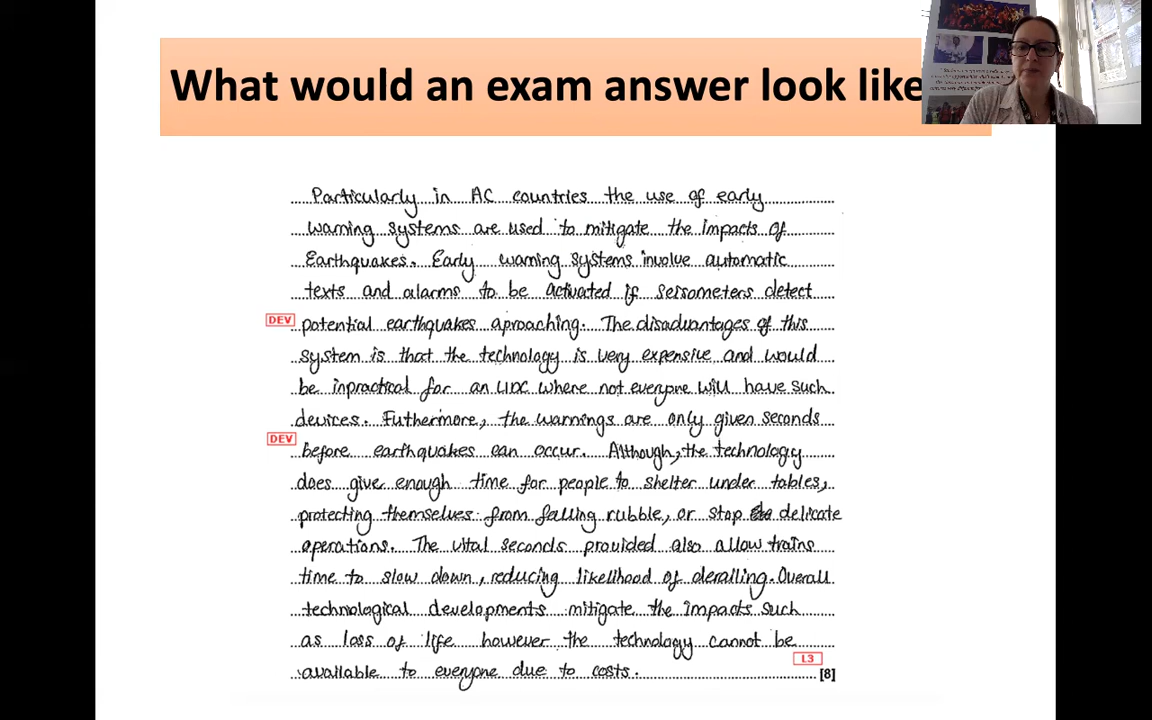 What would an exam answer look like
Particularly in AC countries the use of early
warning systems are used to mitigate the impacts of
Earthquakes. Early warning systems involve automatic
texts and alarms to be activated if seisometers detect
DEV potential earthquakes aproaching. The disadvantages of this
system is that the technology is very expensive and would
be inpractical for an LIDC where not everyone will have such
devices. Futhermore, the warnings are only given seconds
DEV before earthquakes can occur. Although, the technology
does give enough time for people to shelter under tables,
protecting themselves from falling rubble, or stop delicate
operations. The vital seconds provided also allow trains
time to slow down, reducing likelihood of derailing. Overall
technological developments mitigate the impacts such
as loss of life however the technology cannot be
L3
available to everyone due to costs. [8]